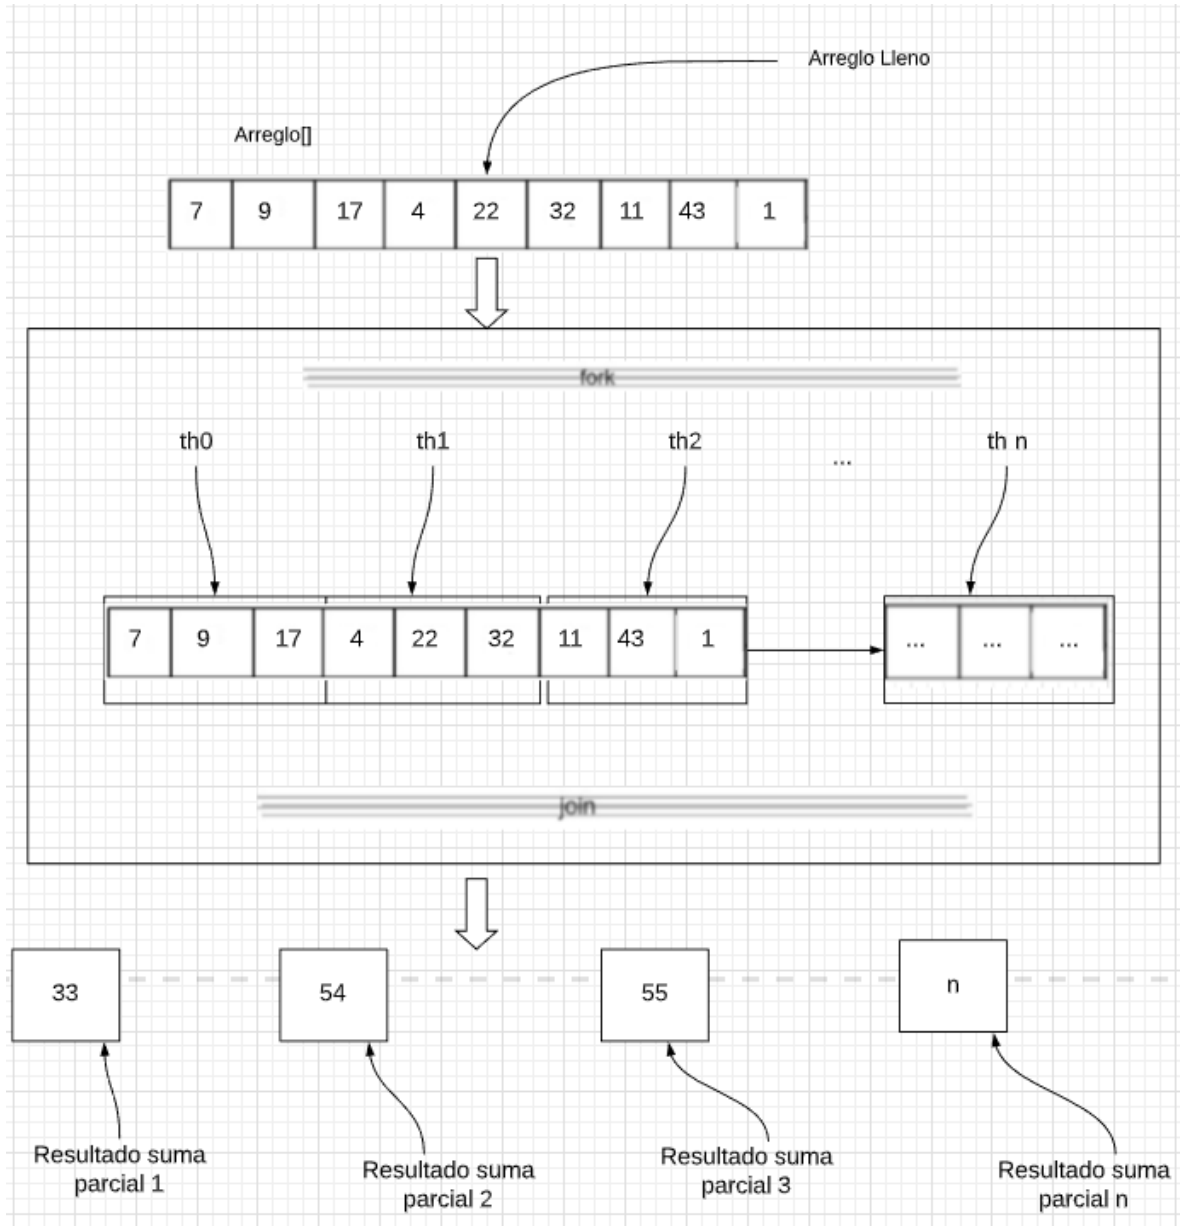 Arreglo Lleno
Arreglo[]
7 9 17 4 22 32 11 43 1
fork
th0 th1 th2 ... th n
7 9 17 4 22 32 11 43 1 ... ... ...
join
33 54 55 n
Resultado suma
parcial 1
Resultado suma
parcial 2
Resultado suma
parcial 3
Resultado suma
parcial n